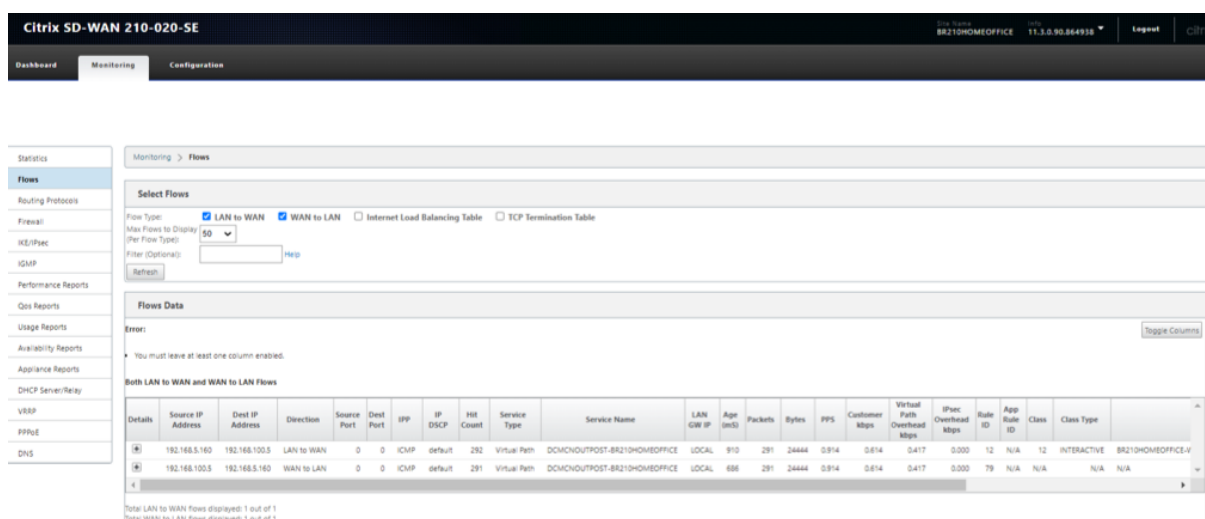 Citrix SD-WAN 210-020-SE
Site Name
BR210HOMEOFFICE
Info
11.3.0.90.864938
Logout
citr
Dashboard Monitoring Configuration
Statistics
Flows
Routing Protocols
Firewall
IKE/IPsec
IGMP
Performance Reports
Qos Reports
Usage Reports
Availability Reports
Appliance Reports
DHCP Server/Relay
VRRP
PPPoE
DNS
Monitoring > Flows
Select Flows
Flow Type: LAN to WAN WAN to LAN Internet Load Balancing Table TCP Termination Table
Max Flows to Display
(Per Flow Type): 50
Filter (Optional): Help
Refresh
Flows Data
Error:
Toggle Columns
You must leave at least one column enabled.
Both LAN to WAN and WAN to LAN Flows
Details Source IP Address Dest IP Address Direction Source Port Dest Port IPP IP DSCP Hit Count Service Type Service Name LAN GW IP Age (mS) Packets Bytes PPS Customer kbps Virtual Path Overhead kbps IPsec Overhead kbps Rule ID App Rule ID Class Class Type
+ 192.168.5.160 192.168.100.5 LAN to WAN 0 0 ICMP default 292 Virtual Path DCMCNOUTPOST-BR210HOMEOFFICE LOCAL 910 291 24444 0.914 0.614 0.417 0.000 12 N/A 12 INTERACTIVE BR210HOMEOFFICE-V
+ 192.168.100.5 192.168.5.160 WAN to LAN 0 0 ICMP default 291 Virtual Path DCMCNOUTPOST-BR210HOMEOFFICE LOCAL 686 291 24444 0.914 0.614 0.417 0.000 79 N/A N/A N/A N/A
Total LAN to WAN flows displayed: 1 out of 1
Total WAN to LAN flows displayed: 1 out of 1